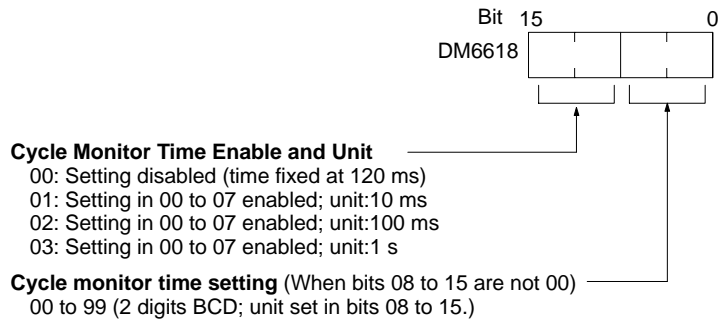 Bit 15 0
DM6618
Cycle Monitor Time Enable and Unit
00: Setting disabled (time fixed at 120 ms)
01: Setting in 00 to 07 enabled; unit:10 ms
02: Setting in 00 to 07 enabled; unit:100 ms
03: Setting in 00 to 07 enabled; unit:1 s
Cycle monitor time setting (When bits 08 to 15 are not 00)
00 to 99 (2 digits BCD; unit set in bits 08 to 15.)